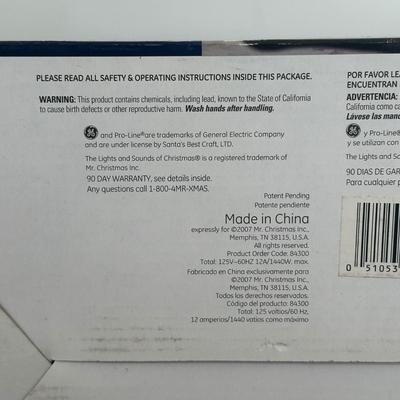 PLEASE READ ALL SAFETY & OPERATING INSTRUCTIONS INSIDE THIS PACKAGE.
WARNING: This product contains chemicals, including lead, known to the State of California
to cause birth defects or other reproductive harm. Wash hands after handling.
GE and Pro-Line® are trademarks of General Electric Company
and are under license by Santa's Best Craft, LTD.
The Lights and Sounds of Christmas® is a registered trademark of
Mr. Christmas Inc.
90 DAY WARRANTY, see details inside.
Any questions call 1-800-4MR-XMAS.
Patent Pending
Patente pendiente
Made in China
expressly for ©2007 Mr. Christmas Inc.,
Memphis, TN 38115, U.S.A.
All rights reserved.
Product Order Code: 84300
Total: 125V~60HZ 12A/1440W. max.
Fabricado en China exclusivamente para
©2007 Mr. Christmas Inc.,
Memphis, TN 38115, U.S.A.
Todos los derechos reservados.
Código del producto: 84300
Total: 125 voltios/60 Hz,
12 amperios/1440 vatios como máximo
POR FAVOR LEA
ENCUENTRAN
ADVERTENCIA:
California como ca
Lávese las man
GE y Pro-Line®
y se utilizan con
The Lights and So
Mr. Christmas Inc.
90 DIAS DE GAR
Para cualquier p
0 51053